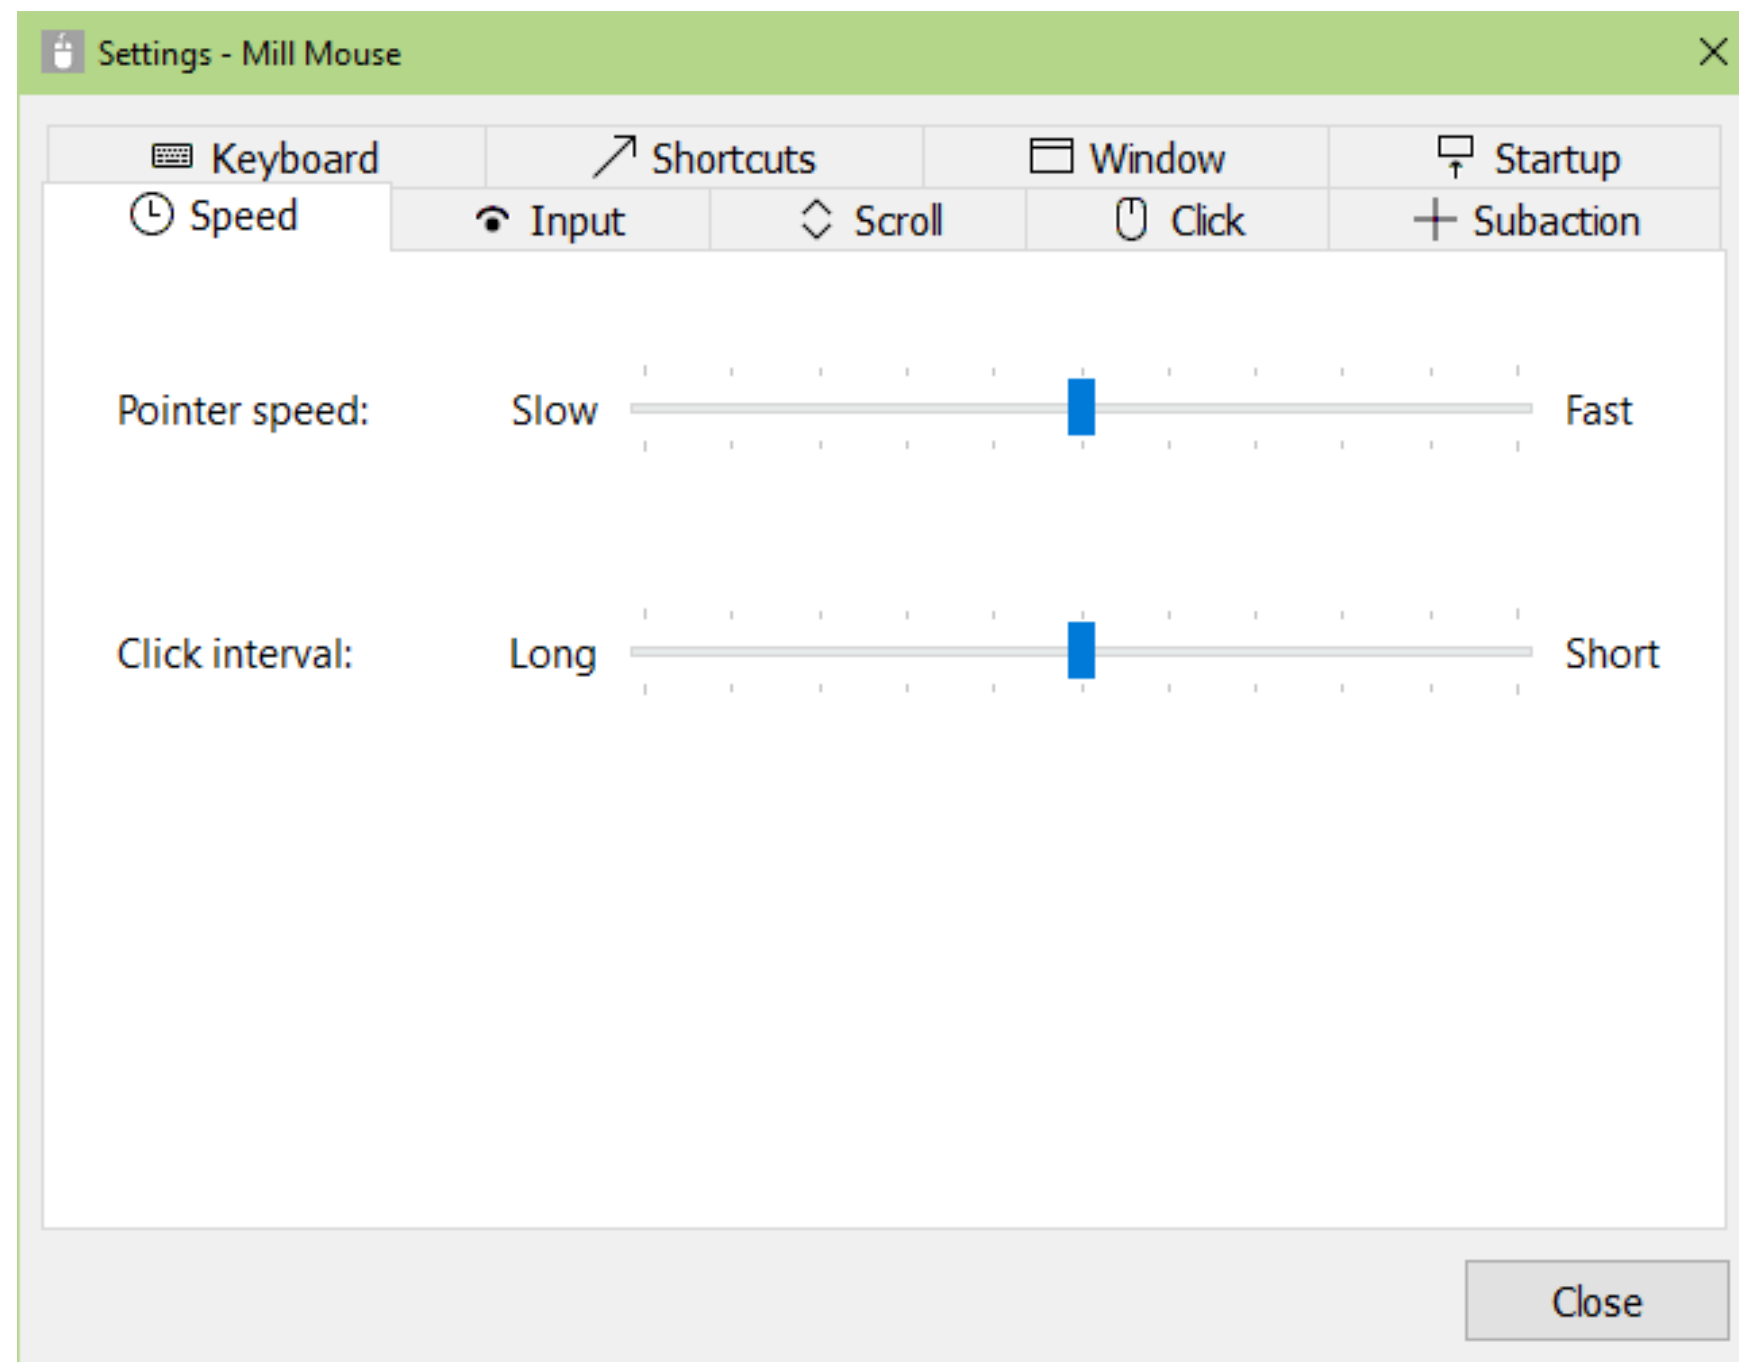 Settings - Mill Mouse
Keyboard Shortcuts Window Startup
Speed Input Scroll Click Subaction
Pointer speed: Slow Fast
Click interval: Long Short
Close